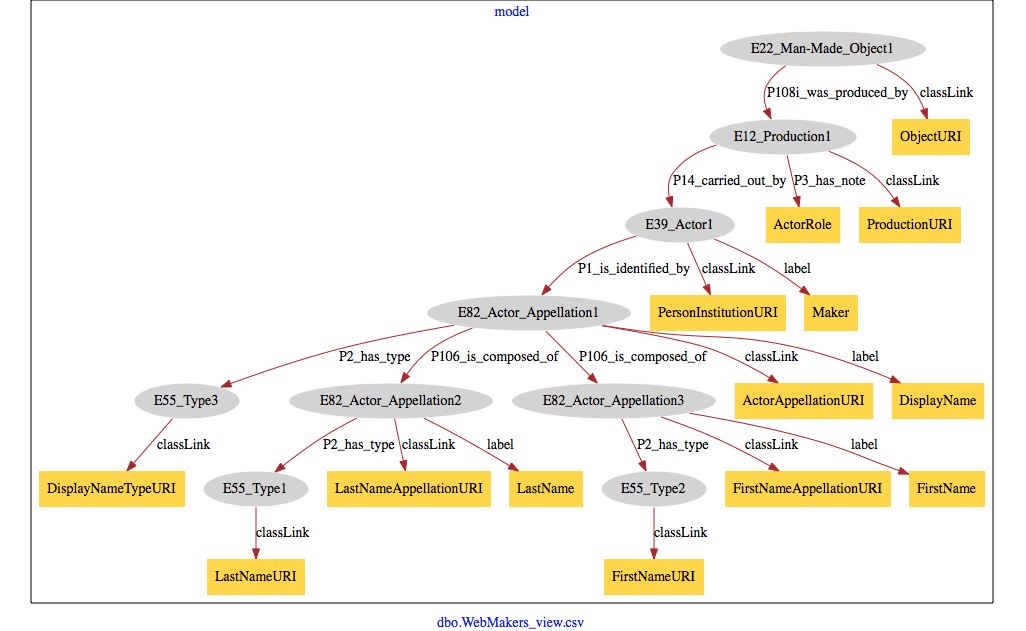 model
E22_Man-Made_Object1
P108i_was_produced_by
classLink
E12_Production1
ObjectURI
P14_carried_out_by
P3_has_note
classLink
E39_Actor1
ActorRole
ProductionURI
P1_is_identified_by
classLink
label
E82_Actor_Appellation1
PersonInstitutionURI
Maker
P2_has_type
P106_is_composed_of
P106_is_composed_of
classLink
label
E55_Type3
E82_Actor_Appellation2
E82_Actor_Appellation3
ActorAppellationURI
DisplayName
classLink
P2_has_type
classLink
label
P2_has_type
classLink
label
DisplayNameTypeURI
E55_Type1
LastNameAppellationURI
LastName
E55_Type2
FirstNameAppellationURI
FirstName
classLink
classLink
LastNameURI
FirstNameURI
dbo.WebMakers_view.csv